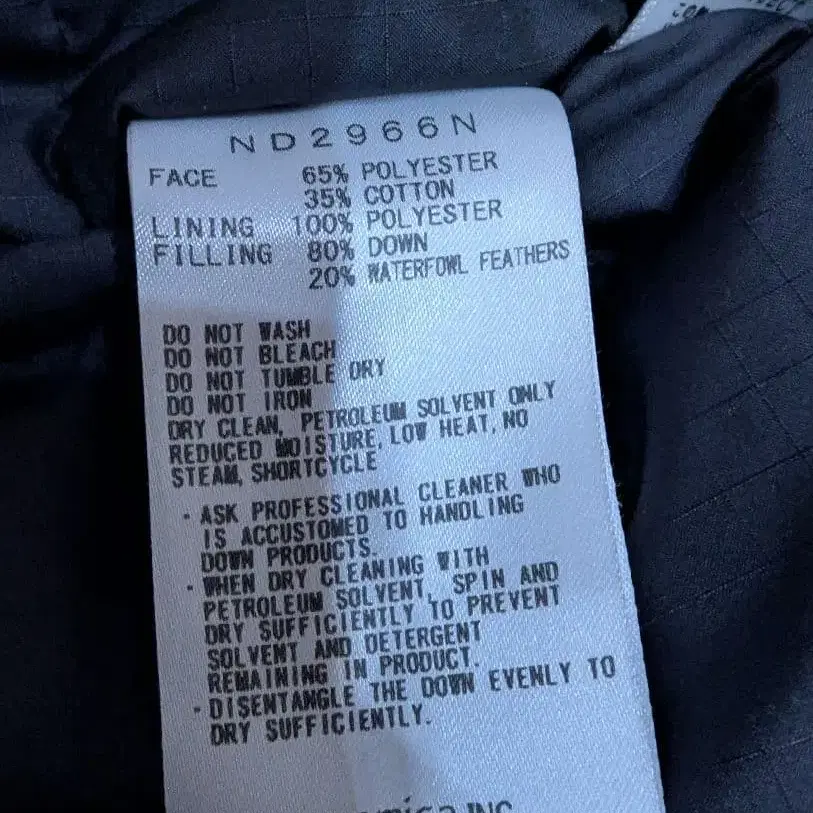 ND2966N
FACE 65% POLYESTER
35% COTTON
LINING 100% POLYESTER
FILLING 80% DOWN
20% WATERFOWL FEATHERS
DO NOT WASH
DO NOT BLEACH
DO NOT TUMBLE DRY
DO NOT IRON
DRY CLEAN, PETROLEUM SOLVENT ONLY
REDUCED MOISTURE, LOW HEAT, NO
STEAM, SHORTCYCLE
・ASK PROFESSIONAL CLEANER WHO
IS ACCUSTOMED TO HANDLING
DOWN PRODUCTS.
・WHEN DRY CLEANING WITH
PETROLEUM SOLVENT, SPIN AND
DRY SUFFICIENTLY TO PREVENT
SOLVENT AND DETERGENT
REMAINING IN PRODUCT.
・DISENTANGLE THE DOWN EVENLY TO
DRY SUFFICIENTLY.
INC